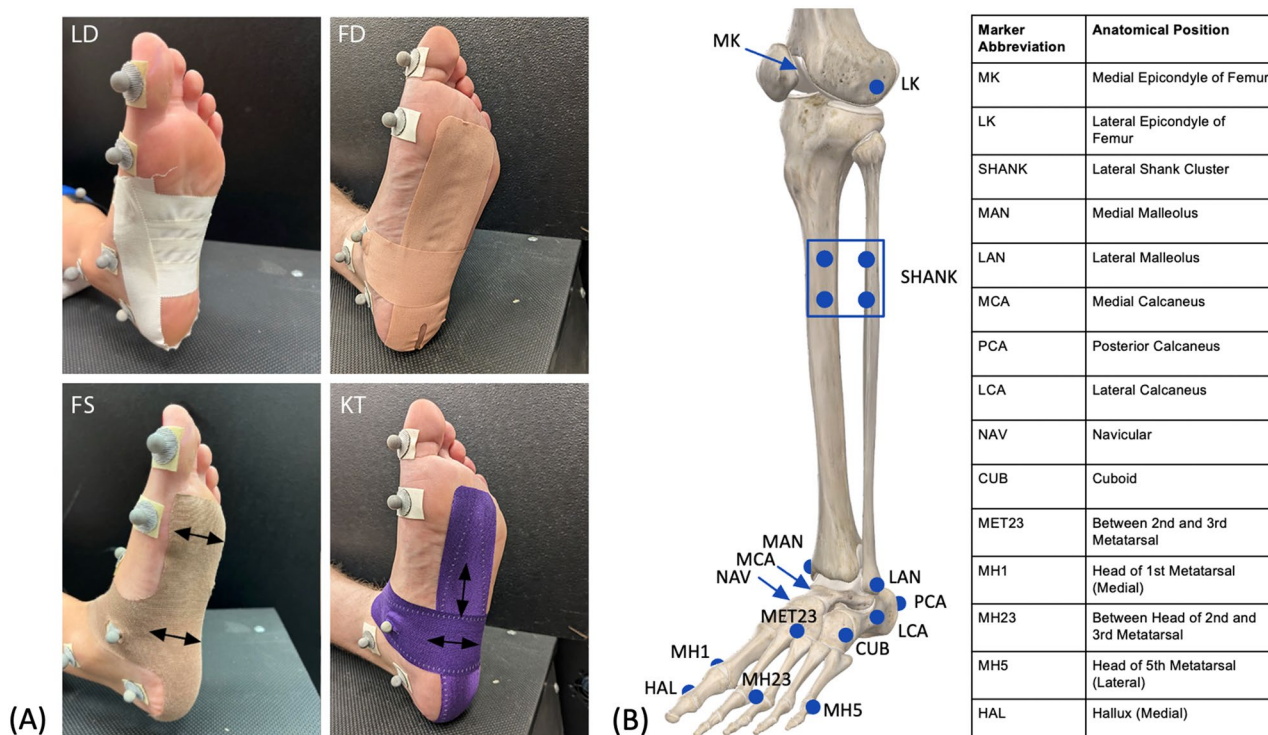 LD
FD
FS
KT
(A)
MK
LK
SHANK
MAN
MCA
NAV
LAN
PCA
MET23
LCA
CUB
MH1
HAL
MH23
MH5
(B)
Marker Abbreviation
Anatomical Position
MK
Medial Epicondyle of Femur
LK
Lateral Epicondyle of
Femur
SHANK
Lateral Shank Cluster
MAN
Medial Malleolus
LAN
Lateral Malleolus
MCA
Medial Calcaneus
PCA
Posterior Calcaneus
LCA
Lateral Calcaneus
NAV
Navicular
CUB
Cuboid
MET23
Between 2nd and 3rd
Metatarsal
MH1
Head of 1st Metatarsal
(Medial)
MH23
Between Head of 2nd and
3rd Metatarsal
MH5
Head of 5th Metatarsal
(Lateral)
HAL
Hallux (Medial)